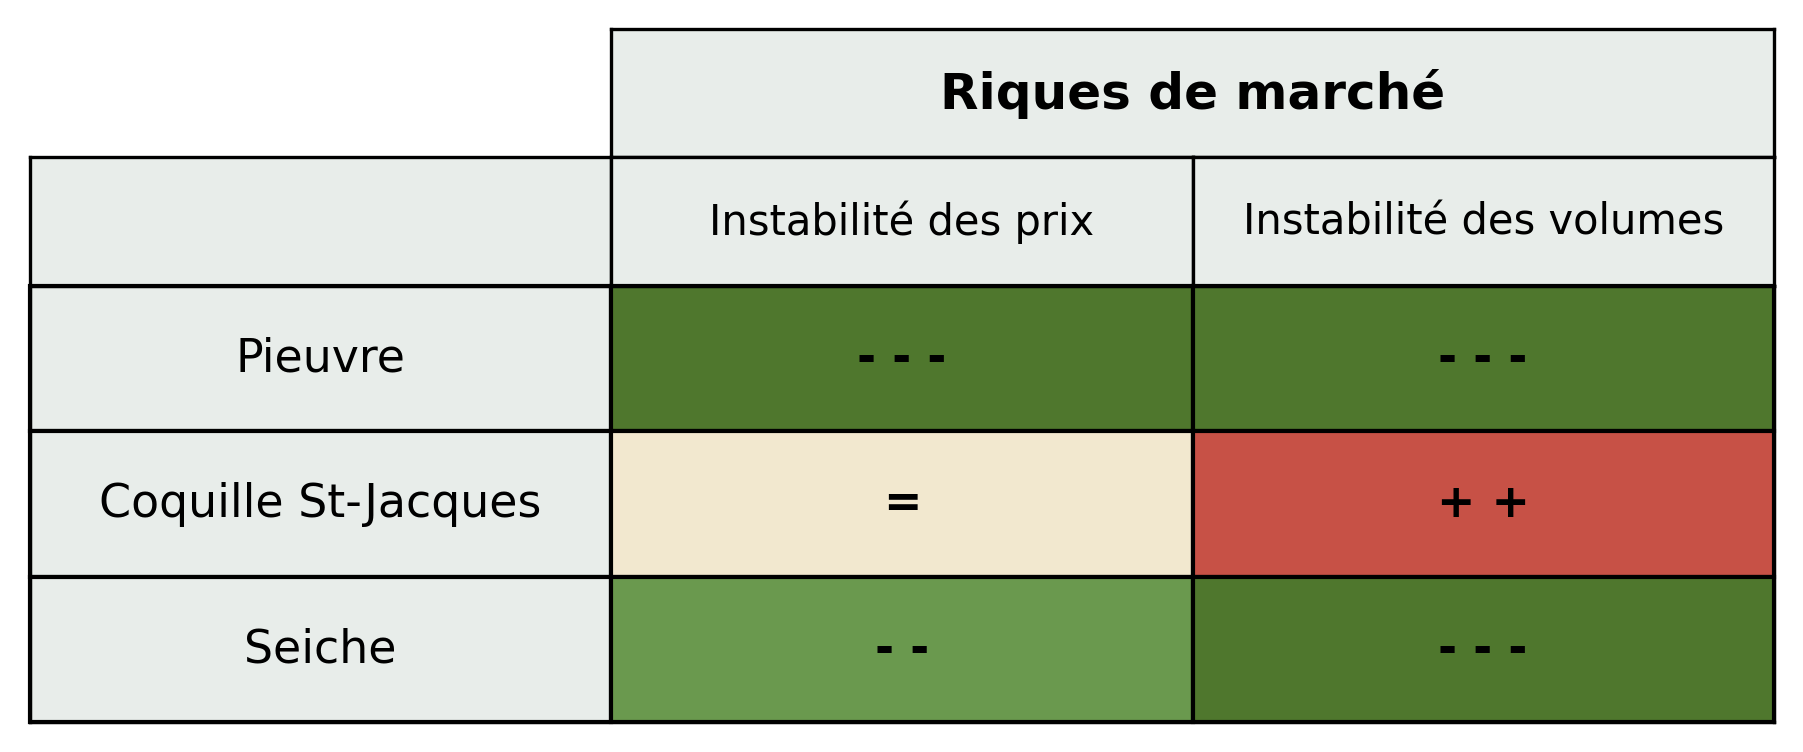 Riques de marché
Instabilité des prix Instabilité des volumes
Pieuvre - - - - - -
Coquille St-Jacques = + +
Seiche - - - - -